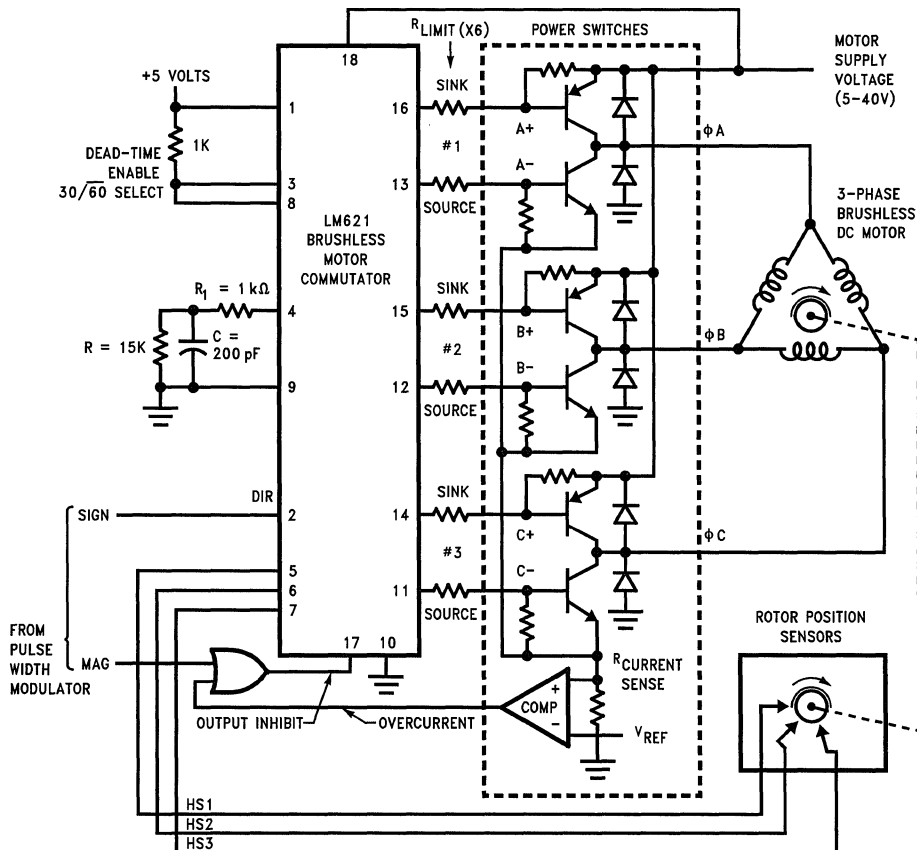 R LIMIT (X6)
POWER SWITCHES
MOTOR
SUPPLY
VOLTAGE
(5-40V)
18
+5 VOLTS
1
1K
DEAD-TIME
ENABLE
30/60 SELECT
3
8
LM621
BRUSHLESS
MOTOR
COMMUTATOR
16
SINK
#1
13
SOURCE
A+
A-
ϕA
3-PHASE
BRUSHLESS
DC MOTOR
R1 = 1kΩ
4
R = 15K
C =
200 pF
9
15
SINK
#2
12
SOURCE
B+
B-
ϕB
DIR
SIGN
2
14
SINK
#3
11
SOURCE
C+
C-
ϕC
5
6
7
17
10
FROM
PULSE
WIDTH
MODULATOR
MAG
OUTPUT INHIBIT
OVERCURRENT
COMP
+
-
R CURRENT
SENSE
VREF
ROTOR POSITION
SENSORS
HS1
HS2
HS3